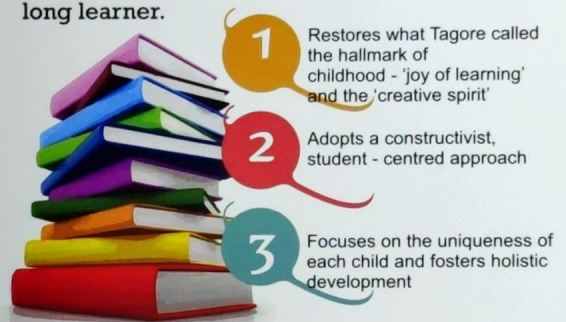 long learner.
1
Restores what Tagore called
the hallmark of
childhood - 'joy of learning'
and the 'creative spirit'
2
Adopts a constructivist,
student - centred approach
3
Focuses on the uniqueness of
each child and fosters holistic
development